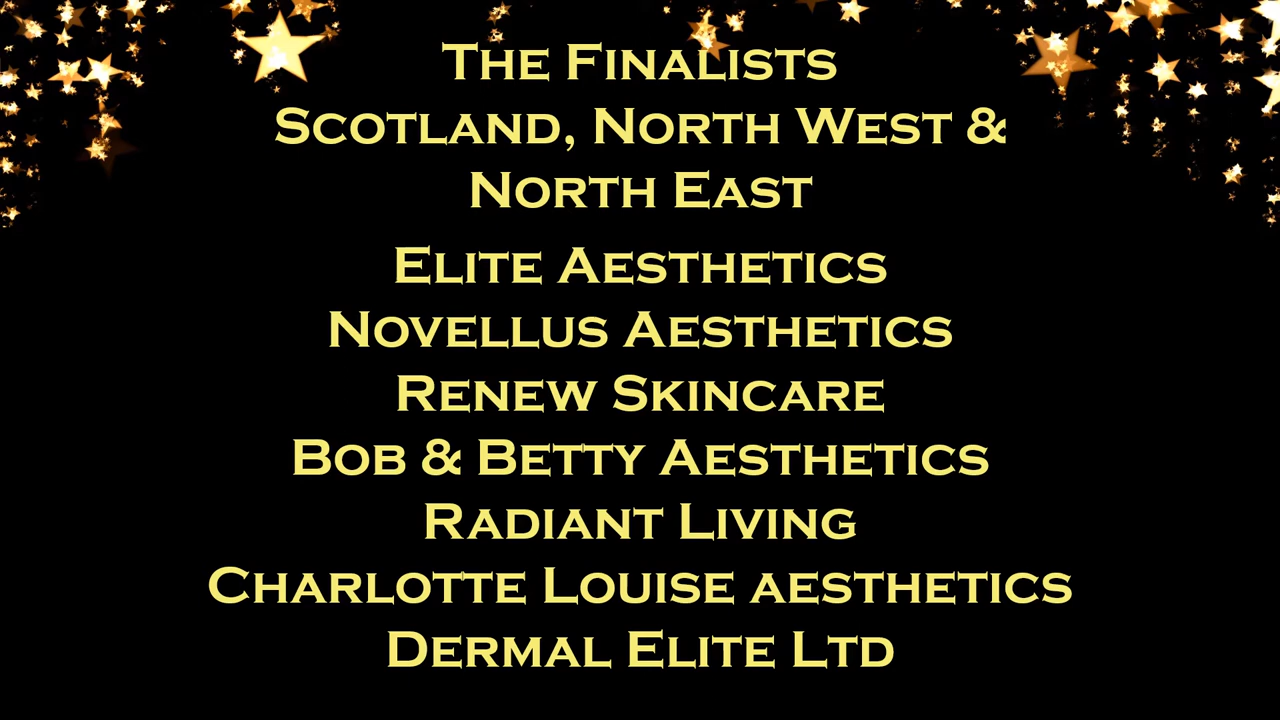 The Finalists
Scotland, North West &
North East
Elite Aesthetics
Novellus Aesthetics
Renew Skincare
Bob & Betty Aesthetics
Radiant Living
Charlotte Louise aesthetics
Dermal Elite Ltd